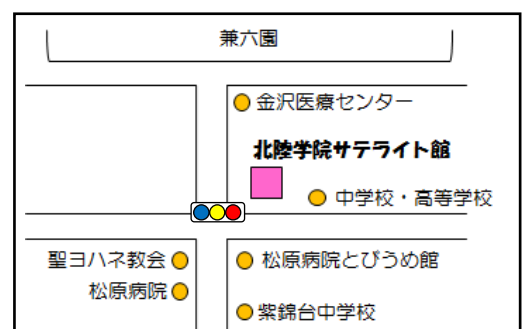 兼六園
金沢医療センター
北陸学院サテライト館
中学校・高等学校
聖ヨハネ教会
松原病院とびうめ館
松原病院
紫錦台中学校